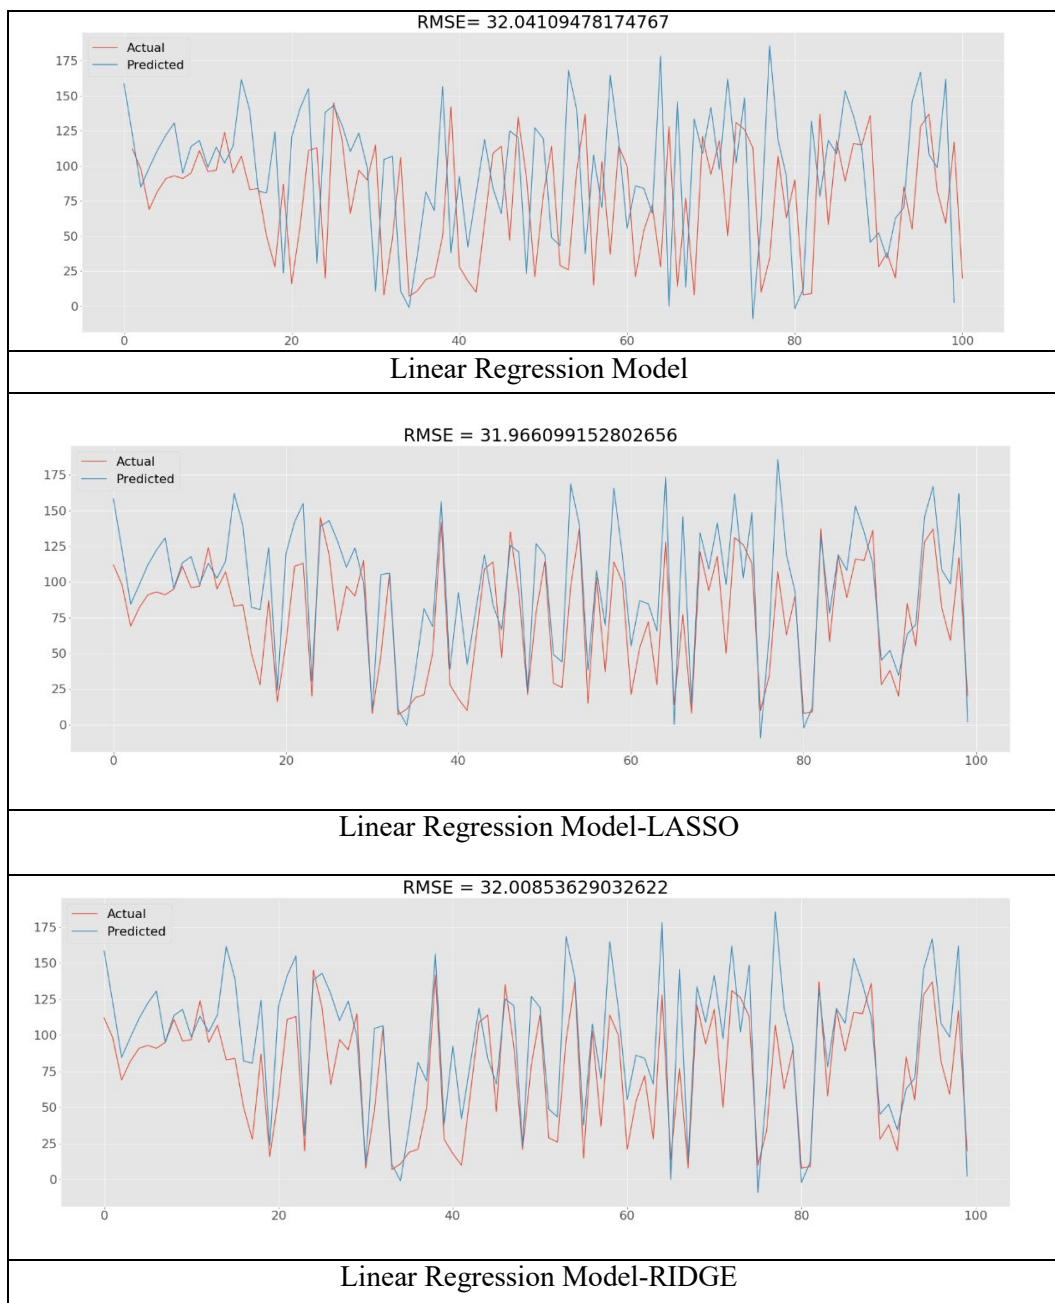 RMSE= 32.04109478174767
Actual
Predicted
175
150
125
100
75
50
25
0
0 20 40 60 80 100
Linear Regression Model
RMSE = 31.966099152802656
Actual
Predicted
175
150
125
100
75
50
25
0
0 20 40 60 80 100
Linear Regression Model-LASSO
RMSE = 32.00853629032622
Actual
Predicted
175
150
125
100
75
50
25
0
0 20 40 60 80 100
Linear Regression Model-RIDGE